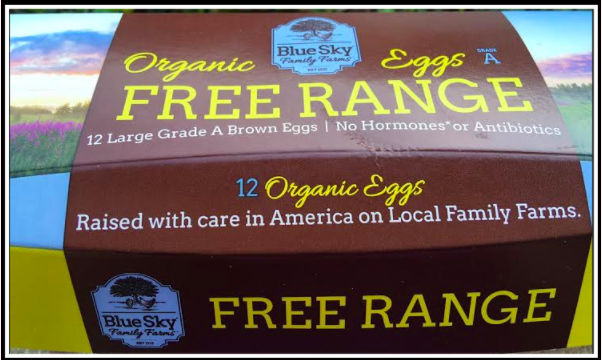 Blue Sky
Family Farms
Organic Eggs
GRADE
A
FREE RANGE
12 Large Grade A Brown Eggs | No Hormones* or Antibiotics
12 Organic Eggs
Raised with care in America on Local Family Farms.
Blue Sky
Family Farms
FREE RANGE